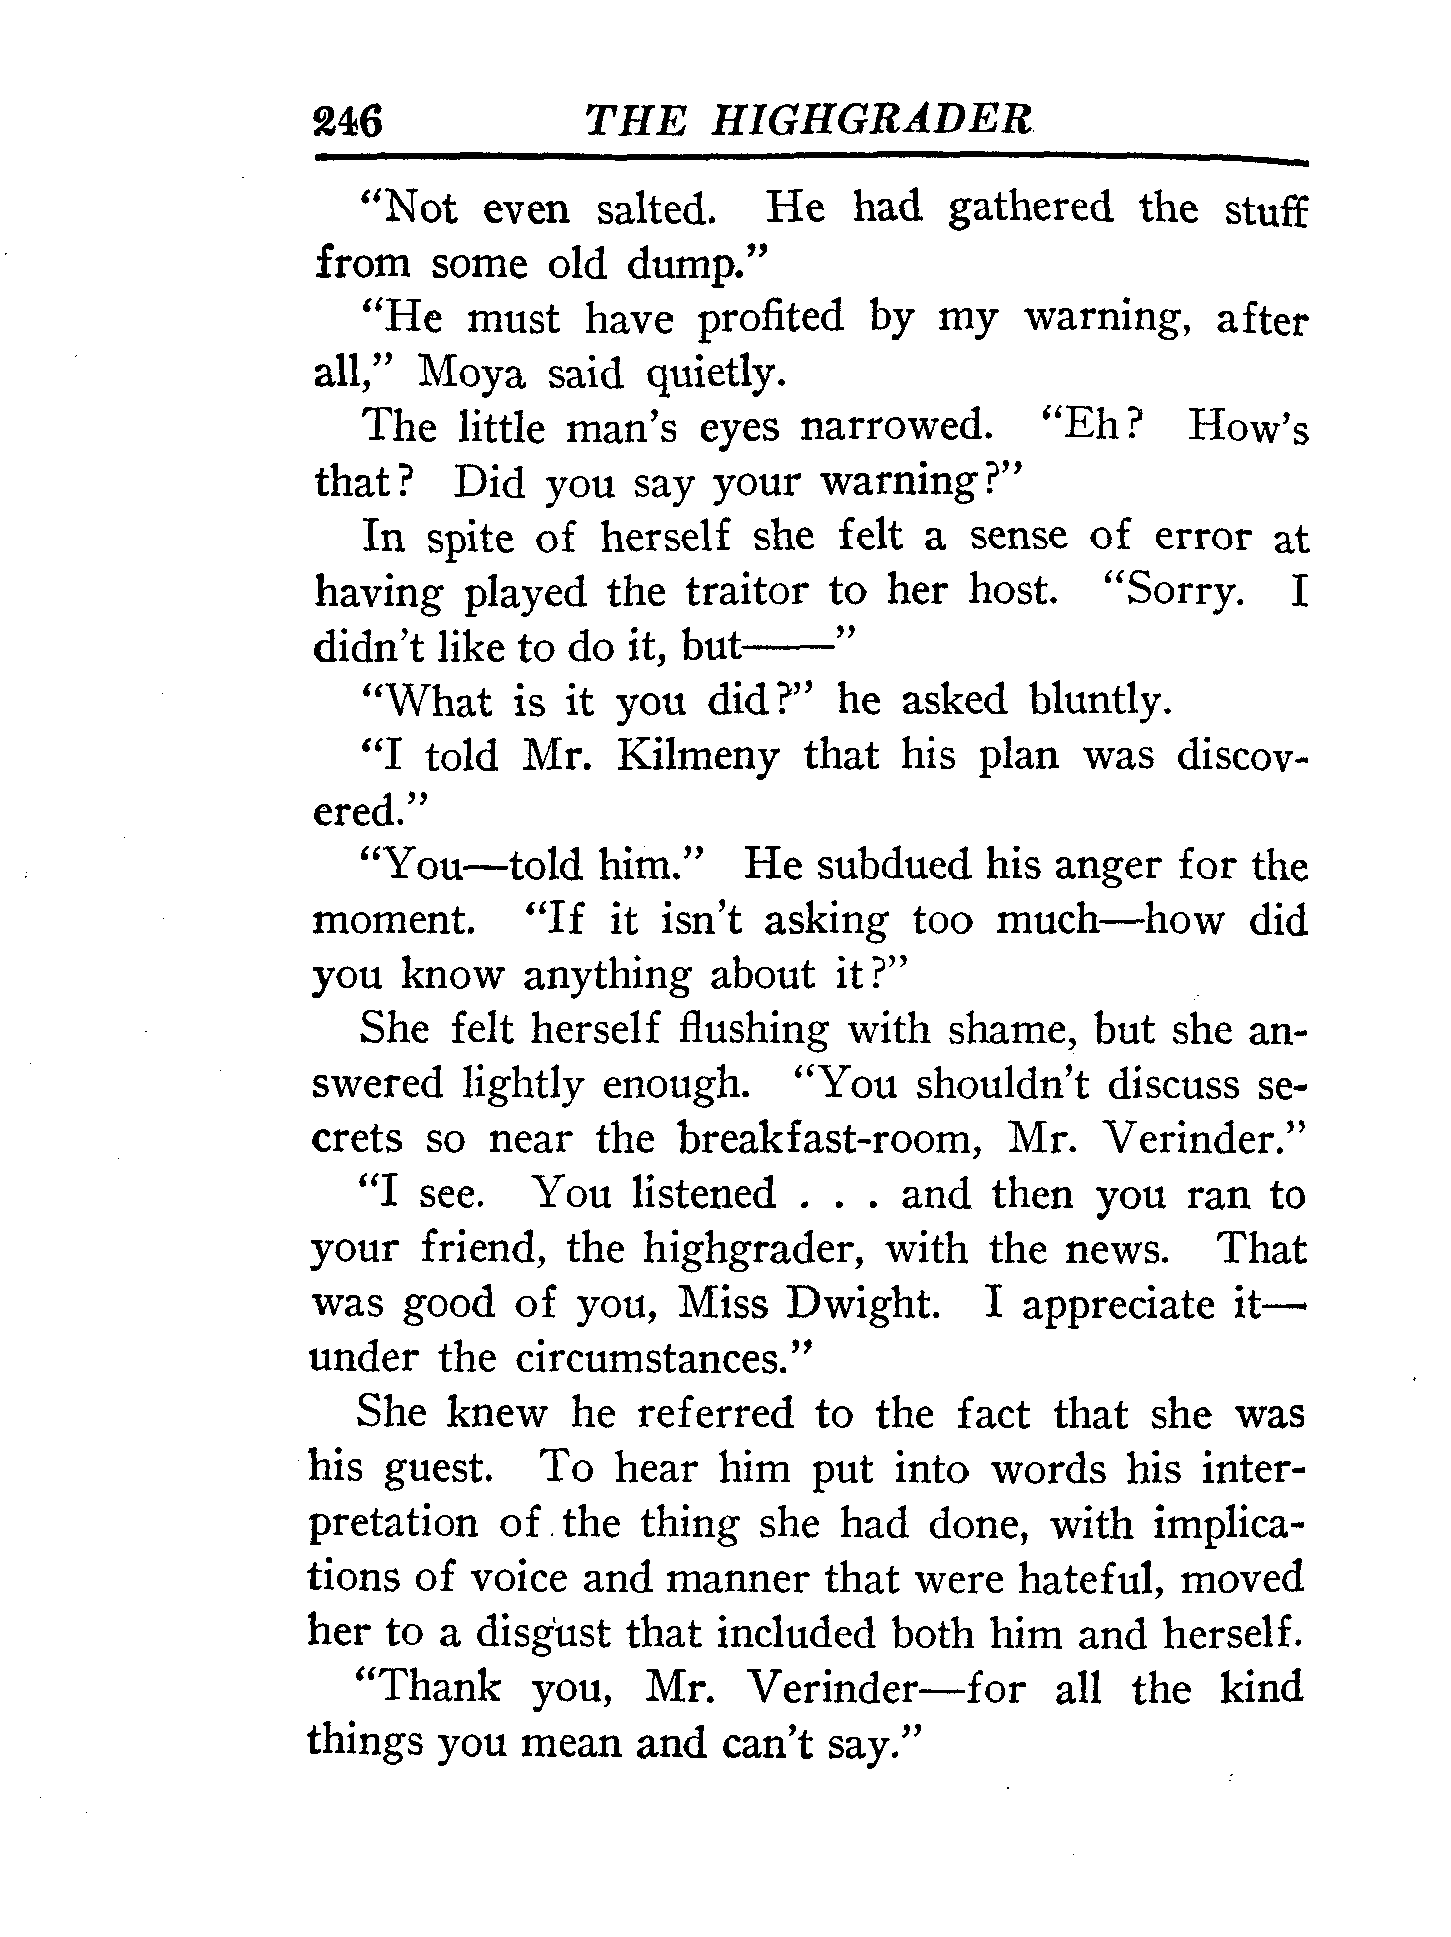 246 THE HIGHGRADER
“Not even salted. He had gathered the stuff
from some old dump.”
“He must have profited by my warning, after
all,” Moya said quietly.
The little man’s eyes narrowed. “Eh? How’s
that? Did you say your warning?”
In spite of herself she felt a sense of error at
having played the traitor to her host. “Sorry. I
didn’t like to do it, but——”
“What is it you did?” he asked bluntly.
“I told Mr. Kilmeny that his plan was discov-
ered.”
“You—told him.” He subdued his anger for the
moment. “If it isn’t asking too much—how did
you know anything about it?”
She felt herself flushing with shame, but she an-
swered lightly enough. “You shouldn’t discuss se-
crets so near the breakfast-room, Mr. Verinder.”
“I see. You listened . . . and then you ran to
your friend, the highgrader, with the news. That
was good of you, Miss Dwight. I appreciate it—
under the circumstances.”
She knew he referred to the fact that she was
his guest. To hear him put into words his inter-
pretation of the thing she had done, with implica-
tions of voice and manner that were hateful, moved
her to a disgust that included both him and herself.
“Thank you, Mr. Verinder—for all the kind
things you mean and can’t say.”